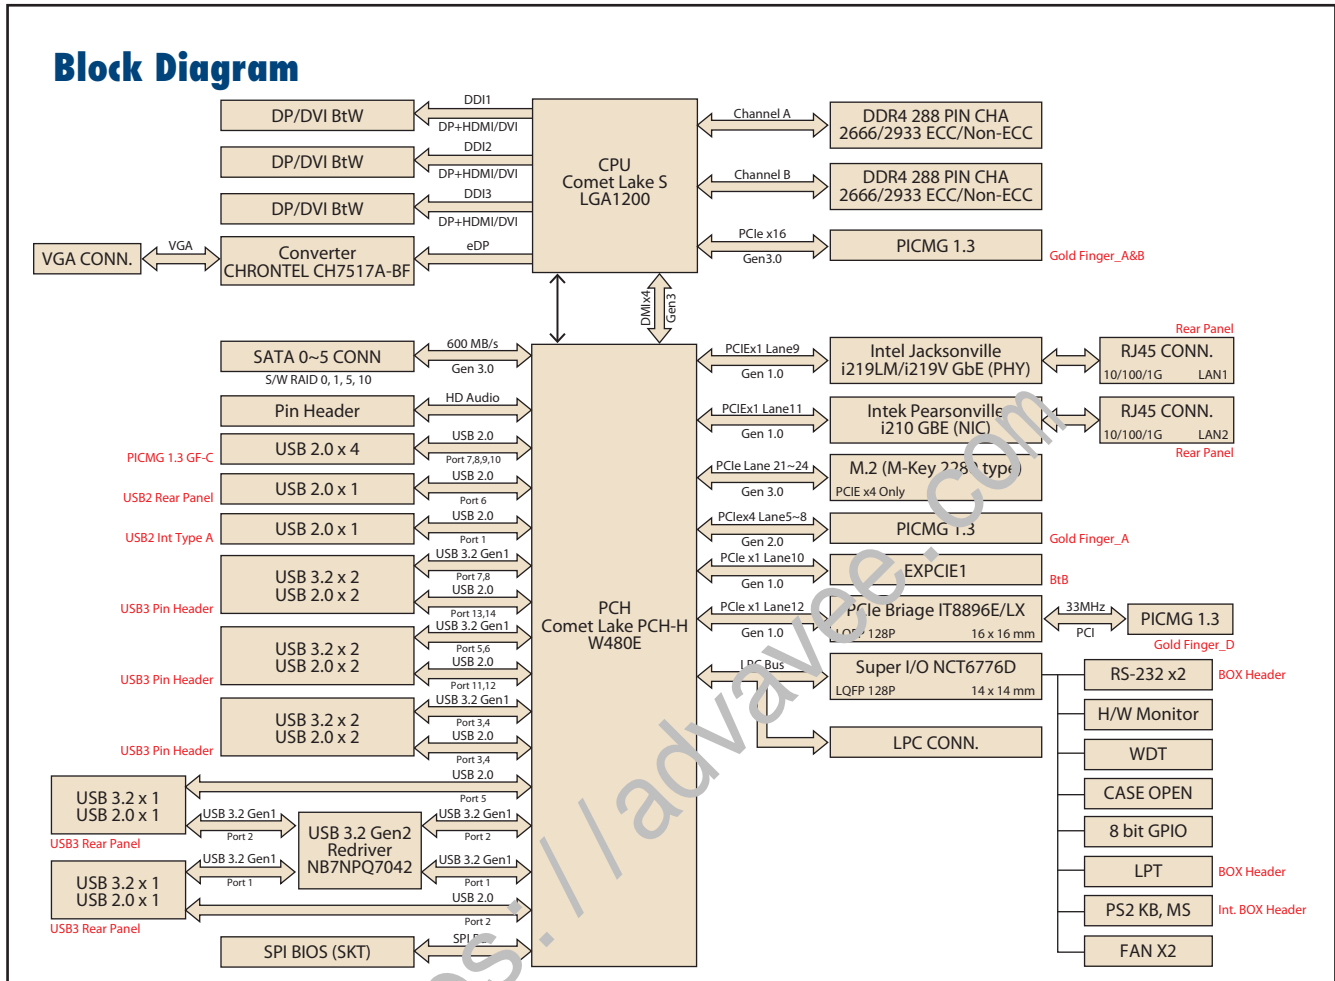 Block Diagram
DP/DVI BtW
DDI1
DP+HDMI/DVI
DP/DVI BtW
DDI2
DP+HDMI/DVI
DP/DVI BtW
DDI3
DP+HDMI/DVI
VGA CONN.
VGA
Converter
CHRONTEL CH7517A-BF
eDP
CPU
Comet Lake S
LGA1200
Channel A
DDR4 288 PIN CHA
2666/2933 ECC/Non-ECC
Channel B
DDR4 288 PIN CHA
2666/2933 ECC/Non-ECC
PCIe x16
Gen3.0
PICMG 1.3
Gold Finger_A&B
DMIx4
Gen3
SATA 0~5 CONN
S/W RAID 0, 1, 5, 10
600 MB/s
Gen 3.0
Pin Header
HD Audio
PICMG 1.3 GF-C
USB 2.0 x 4
USB 2.0
Port 7,8,9,10
USB2 Rear Panel
USB 2.0 x 1
USB 2.0
Port 6
USB2 Int Type A
USB 2.0 x 1
USB 2.0
Port 1
USB3 Pin Header
USB 3.2 x 2
USB 2.0 x 2
USB 3.2 Gen1
Port 7,8
USB 2.0
Port 13,14
USB3 Pin Header
USB 3.2 x 2
USB 2.0 x 2
USB 3.2 Gen1
Port 5,6
USB 2.0
Port 11,12
USB3 Pin Header
USB 3.2 x 2
USB 2.0 x 2
USB 3.2 Gen1
Port 3,4
USB 2.0
Port 3,4
USB 3.2 x 1
USB 2.0 x 1
USB3 Rear Panel
USB 2.0
Port 5
USB 3.2 Gen1
Port 2
USB 3.2 Gen2
Redriver
NB7NPQ7042
USB 3.2 Gen1
Port 2
USB 3.2 x 1
USB 2.0 x 1
USB3 Rear Panel
USB 3.2 Gen1
Port 1
USB 3.2 Gen1
Port 1
USB 2.0
Port 2
SPI BIOS (SKT)
SPI
PCH
Comet Lake PCH-H
W480E
PCIEx1 Lane9
Gen 1.0
Intel Jacksonville
i219LM/i219V GbE (PHY)
Rear Panel
RJ45 CONN.
10/100/1G LAN1
PCIEx1 Lane11
Gen 1.0
Intek Pearsonville
i210 GBE (NIC)
RJ45 CONN.
10/100/1G LAN2
Rear Panel
PCIe Lane 21~24
Gen 3.0
M.2 (M-Key type)
PCIE x4 Only
PCIex4 Lane5~8
Gen 2.0
PICMG 1.3
Gold Finger_A
PCIe x1 Lane10
Gen 1.0
EXPCIE1
BtB
PCIe x1 Lane12
Gen 1.0
PCIe Briage IT8896E/LX
LQFP 128P 16 x 16 mm
33MHz
PCI
PICMG 1.3
Gold Finger_D
LPC Bus
Super I/O NCT6776D
LQFP 128P 14 x 14 mm
LPC CONN.
RS-232 x2
BOX Header
H/W Monitor
WDT
CASE OPEN
8 bit GPIO
LPT
BOX Header
PS2 KB, MS
Int. BOX Header
FAN X2
s://advavee.com